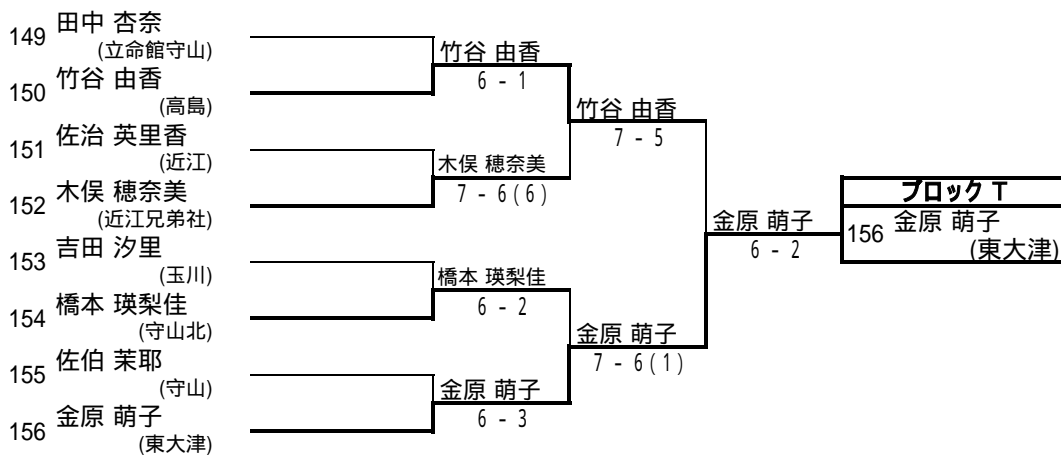 149 田中 杏奈
(立命館守山)
150 竹谷 由香
(高島)
151 佐治 英里香
(近江)
152 木俣 穂奈美
(近江兄弟社)
153 吉田 汐里
(玉川)
154 橋本 瑛梨佳
(守山北)
155 佐伯 茉耶
(守山)
156 金原 萌子
(東大津)
竹谷 由香
6 - 1
木俣 穂奈美
7 - 6(6)
橋本 瑛梨佳
6 - 2
金原 萌子
6 - 3
竹谷 由香
7 - 5
金原 萌子
7 - 6(1)
金原 萌子
6 - 2
ブロック T
156 金原 萌子
(東大津)